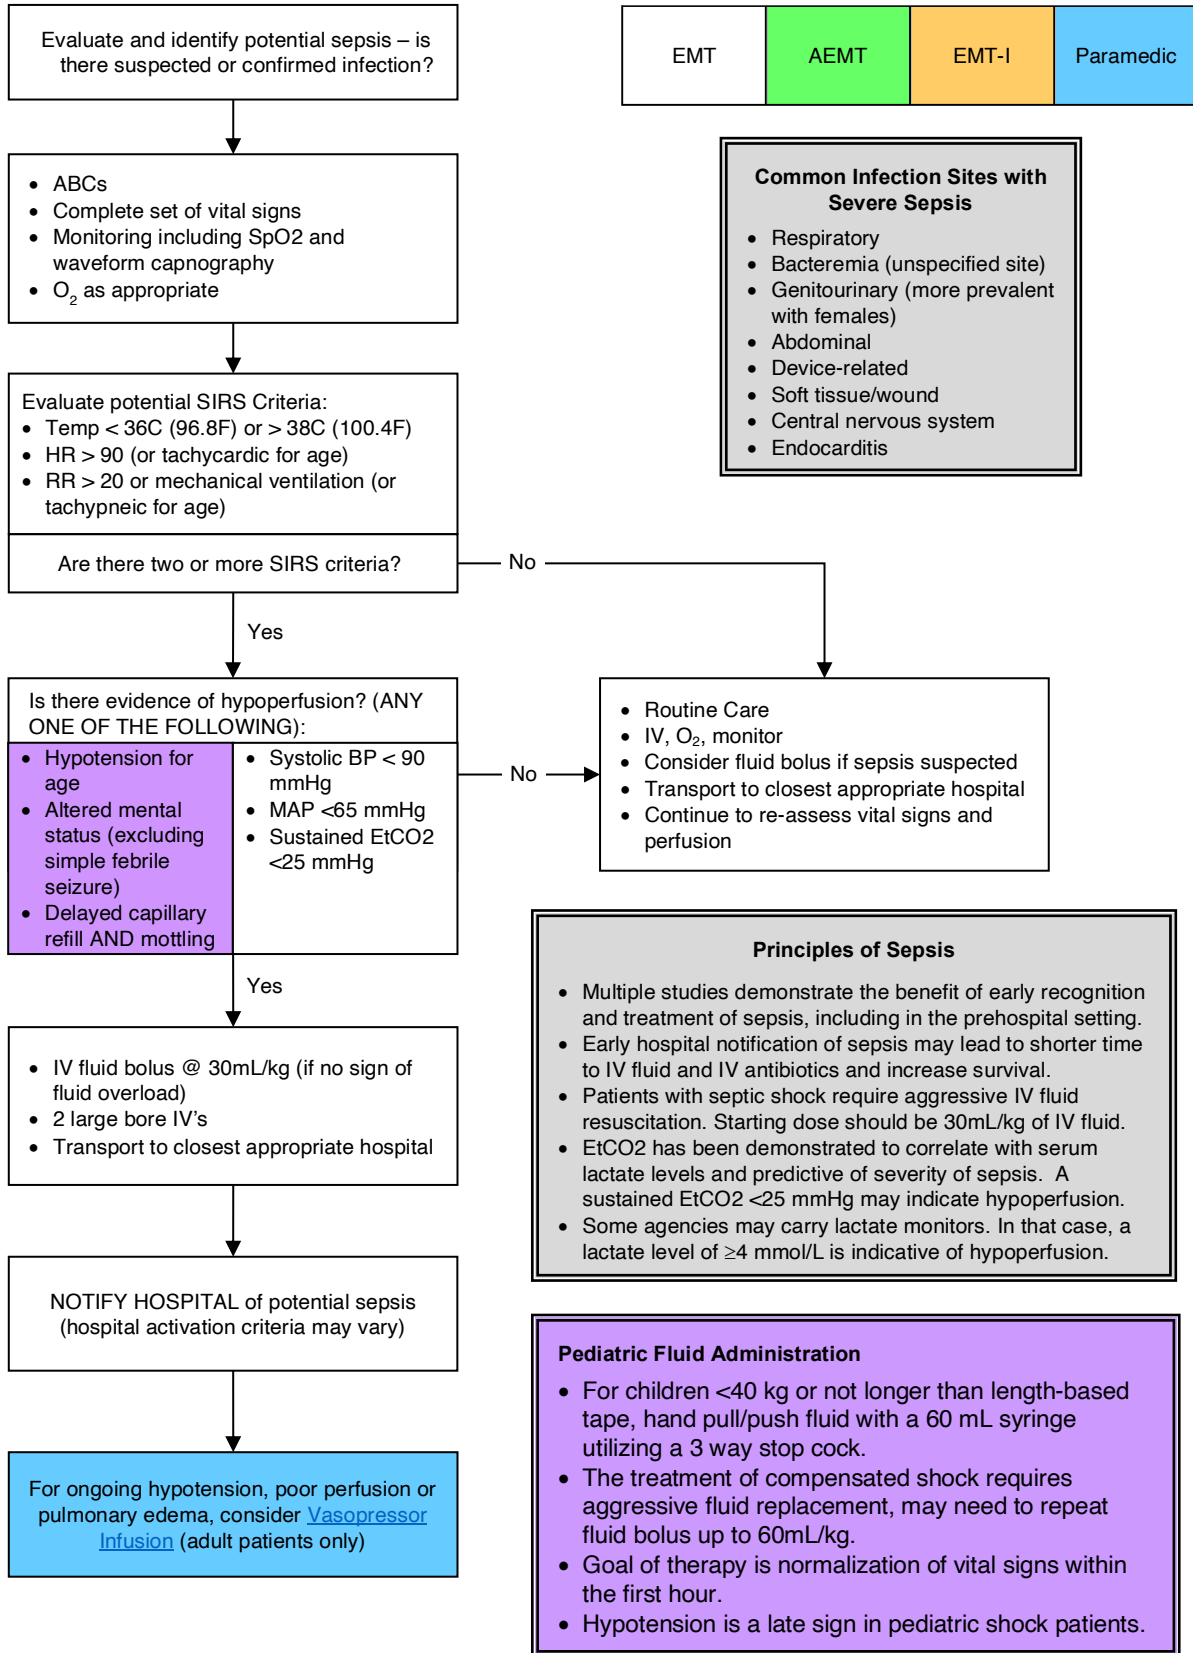 Evaluate and identify potential sepsis – is
there suspected or confirmed infection?
EMT
AEMT
EMT-I
Paramedic
• ABCs
• Complete set of vital signs
• Monitoring including SpO2 and
waveform capnography
• O2 as appropriate
Common Infection Sites with
Severe Sepsis
• Respiratory
• Bacteremia (unspecified site)
• Genitourinary (more prevalent
with females)
• Abdominal
• Device-related
• Soft tissue/wound
• Central nervous system
• Endocarditis
Evaluate potential SIRS Criteria:
• Temp < 36C (96.8F) or > 38C (100.4F)
• HR > 90 (or tachycardic for age)
• RR > 20 or mechanical ventilation (or
tachypneic for age)
Are there two or more SIRS criteria?
No
Yes
Is there evidence of hypoperfusion? (ANY
ONE OF THE FOLLOWING):
• Hypotension for
age
• Altered mental
status (excluding
simple febrile
seizure)
• Delayed capillary
refill AND mottling
• Systolic BP < 90
mmHg
• MAP <65 mmHg
• Sustained EtCO2
<25 mmHg
No
• Routine Care
• IV, O2, monitor
• Consider fluid bolus if sepsis suspected
• Transport to closest appropriate hospital
• Continue to re-assess vital signs and
perfusion
Yes
• IV fluid bolus @ 30mL/kg (if no sign of
fluid overload)
• 2 large bore IV's
• Transport to closest appropriate hospital
Principles of Sepsis
• Multiple studies demonstrate the benefit of early recognition
and treatment of sepsis, including in the prehospital setting.
• Early hospital notification of sepsis may lead to shorter time
to IV fluid and IV antibiotics and increase survival.
• Patients with septic shock require aggressive IV fluid
resuscitation. Starting dose should be 30mL/kg of IV fluid.
• EtCO2 has been demonstrated to correlate with serum
lactate levels and predictive of severity of sepsis. A
sustained EtCO2 <25 mmHg may indicate hypoperfusion.
• Some agencies may carry lactate monitors. In that case, a
lactate level of ≥4 mmol/L is indicative of hypoperfusion.
NOTIFY HOSPITAL of potential sepsis
(hospital activation criteria may vary)
Pediatric Fluid Administration
• For children <40 kg or not longer than length-based
tape, hand pull/push fluid with a 60 mL syringe
utilizing a 3 way stop cock.
• The treatment of compensated shock requires
aggressive fluid replacement, may need to repeat
fluid bolus up to 60mL/kg.
• Goal of therapy is normalization of vital signs within
the first hour.
• Hypotension is a late sign in pediatric shock patients.
For ongoing hypotension, poor perfusion or
pulmonary edema, consider Vasopressor
Infusion (adult patients only)